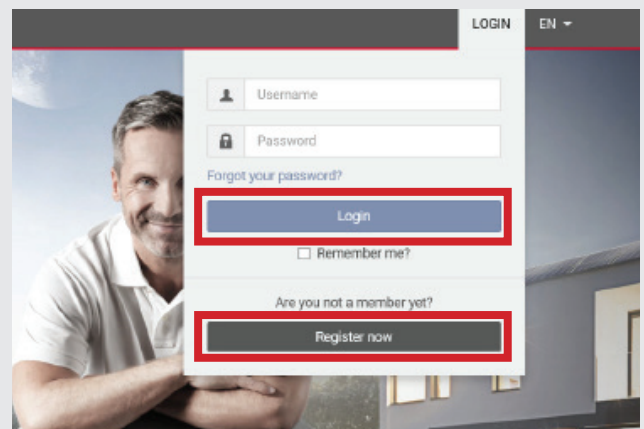 LOGIN EN
Username
Password
Forgot your password?
Login
Remember me?
Are you not a member yet?
Register now